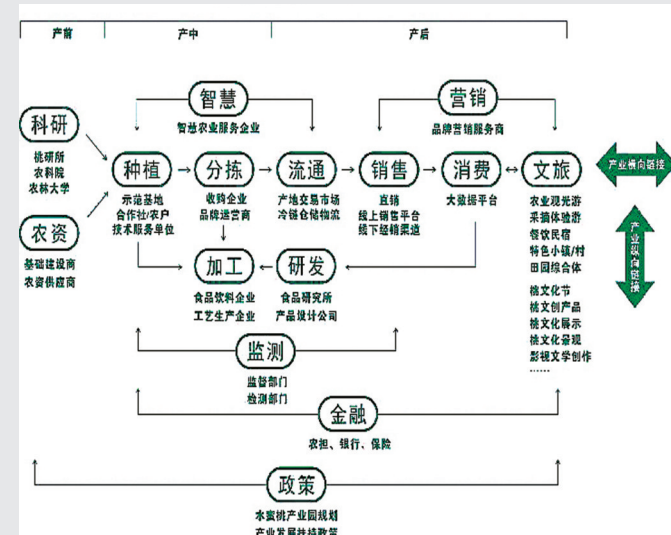 产前
产中
产后
智慧
智慧农业服务企业
营销
品牌营销服务商
科研
桃研所
农科院
农林大学
农资
基础建设商
农资供应商
种植
示范基地
合作社/农户
技术服务单位
分拣
收购企业
品牌运营商
流通
产地交易市场
冷链仓储物流
销售
直销
线上销售平台
线下经销渠道
消费
大数据平台
文旅
农业观光游
采摘体验游
餐饮民宿
特色小镇/村
田园综合体
桃文化节
桃文创产品
桃文化展示
桃文化景观
影视文学创作
......
产业横向链接
产业纵向链接
加工
食品饮料企业
工艺生产企业
研发
食品研究所
产品设计公司
监测
监督部门
检测部门
金融
农担、银行、保险
政策
水蜜桃产业园规划
产业发展扶持政策